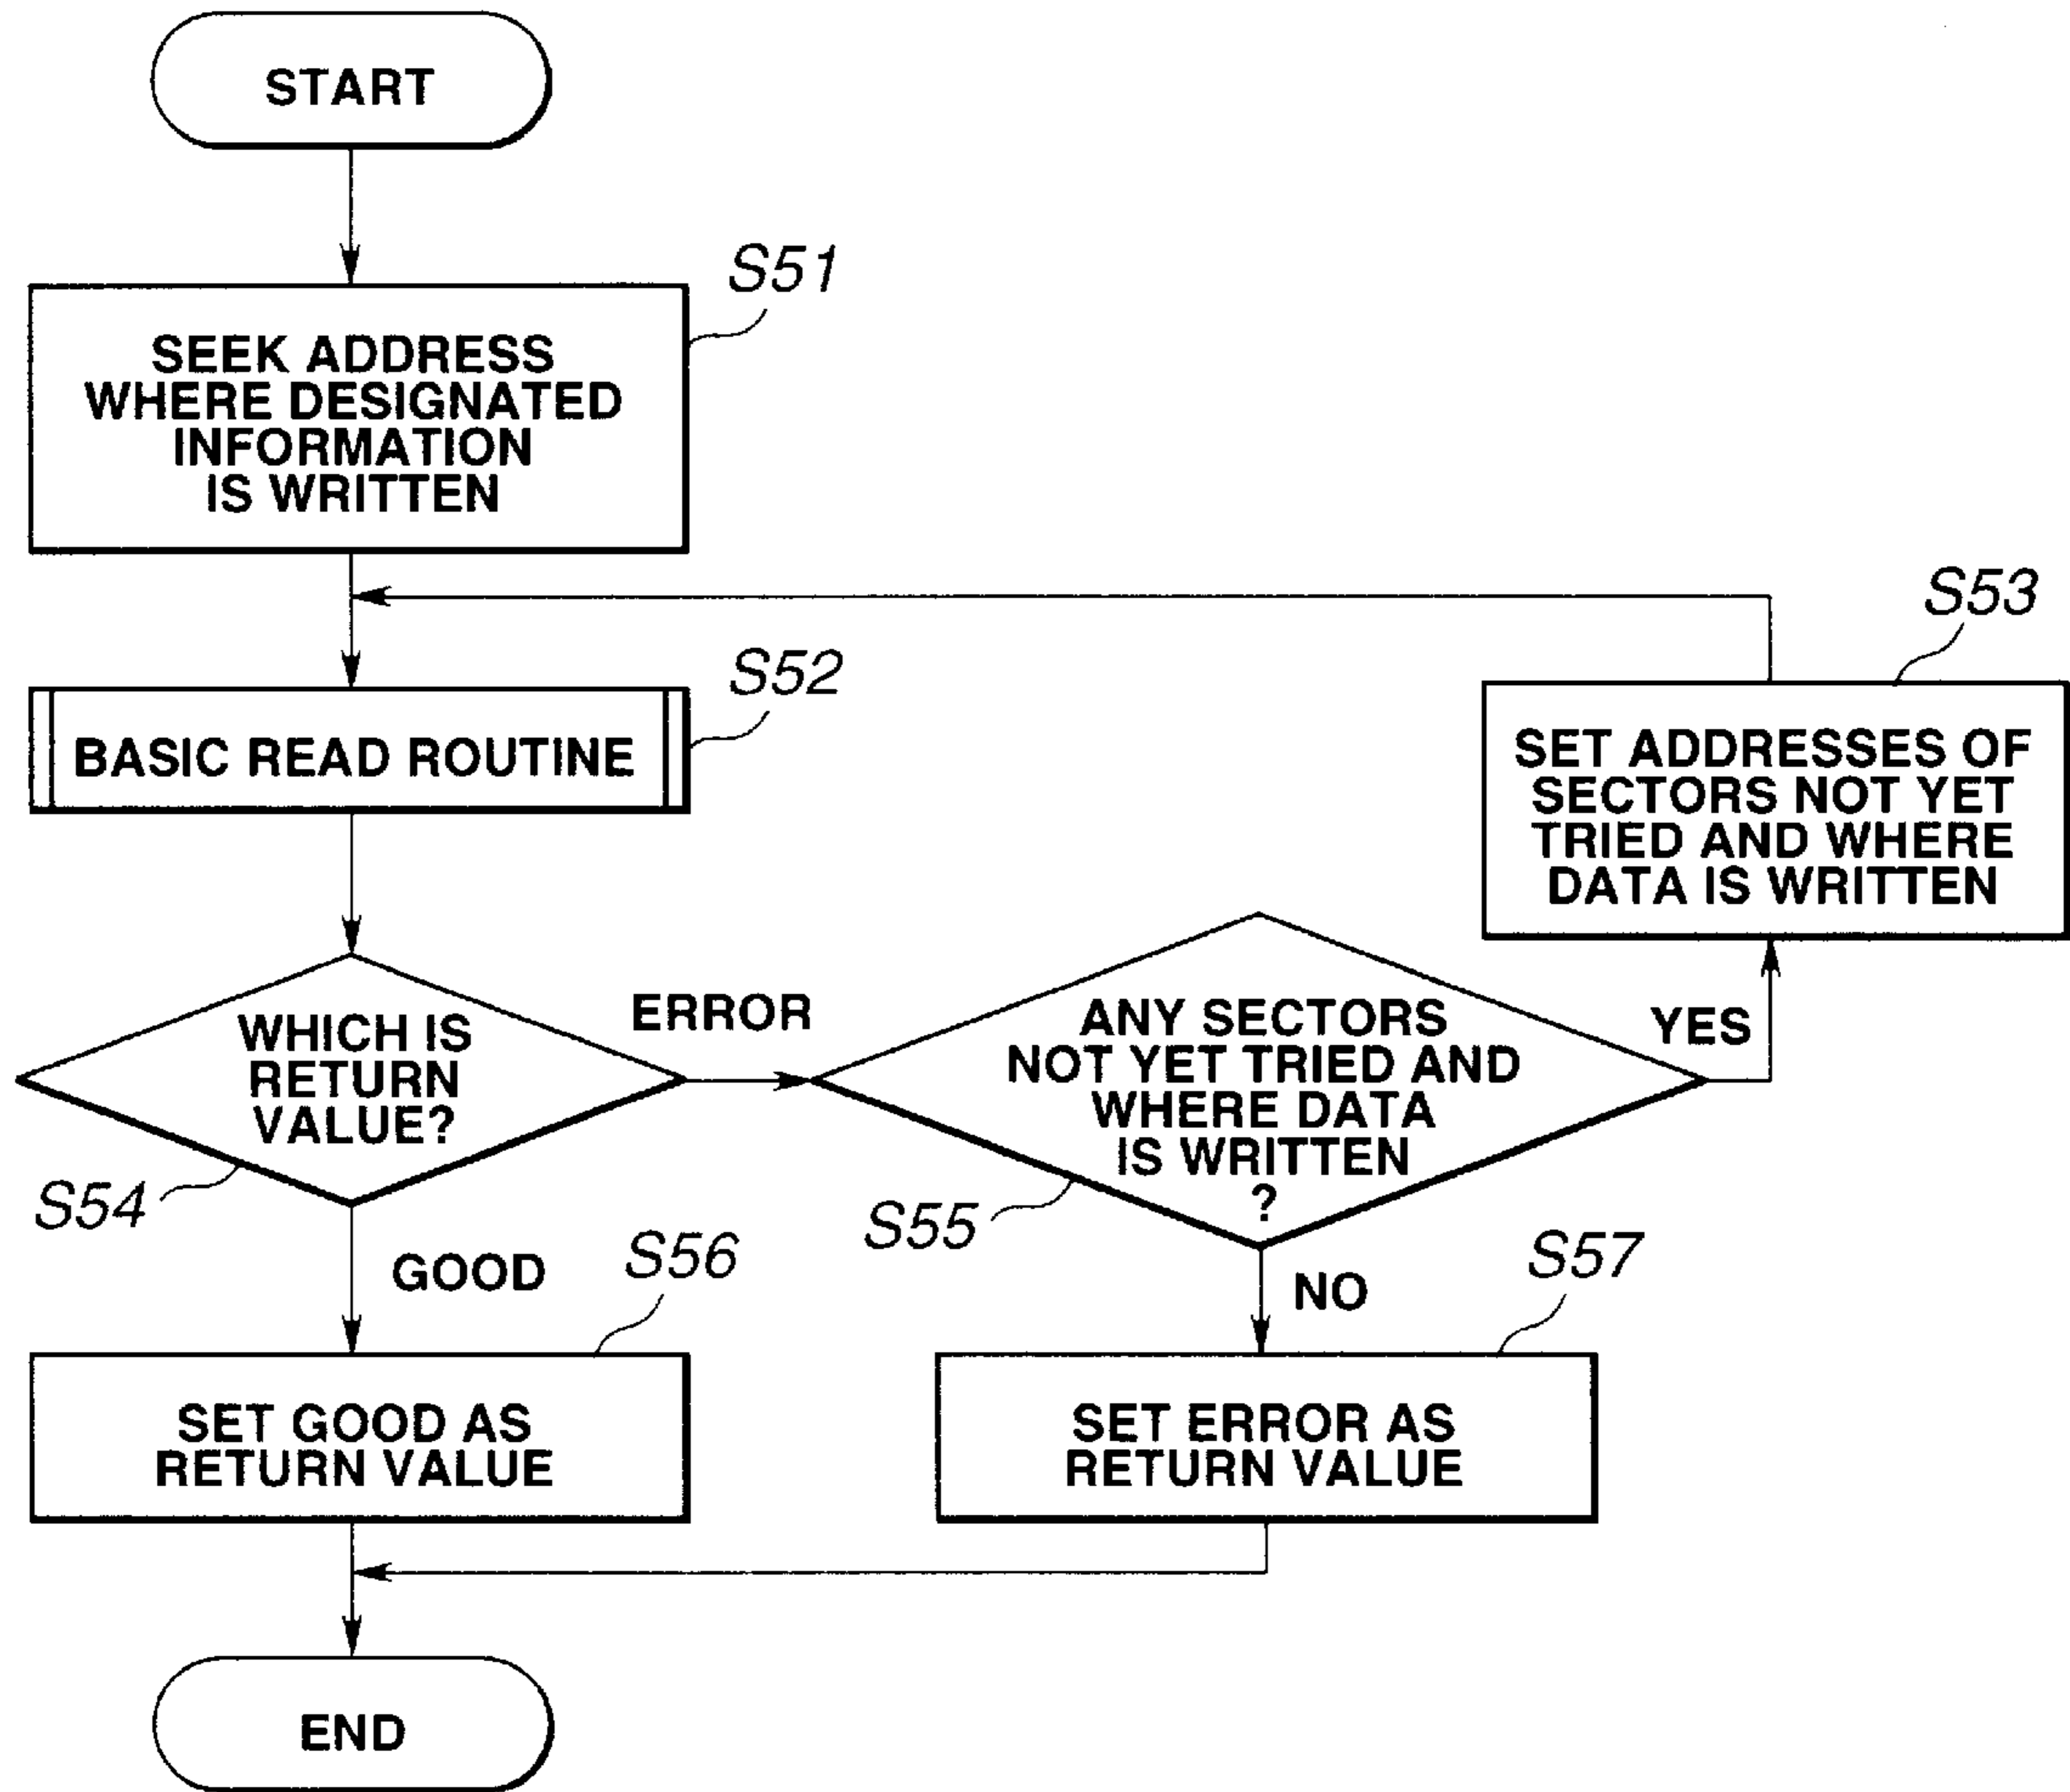 START
S51
SEEK ADDRESS
WHERE DESIGNATED
INFORMATION
IS WRITTEN
S53
S52
BASIC READ ROUTINE
SET ADDRESSES OF
SECTORS NOT YET
TRIED AND WHERE
DATA IS WRITTEN
WHICH IS
RETURN
VALUE?
ERROR
ANY SECTORS
NOT YET TRIED AND
WHERE DATA
IS WRITTEN
?
YES
S54
S55
GOOD
S56
NO
S57
SET GOOD AS
RETURN VALUE
SET ERROR AS
RETURN VALUE
END